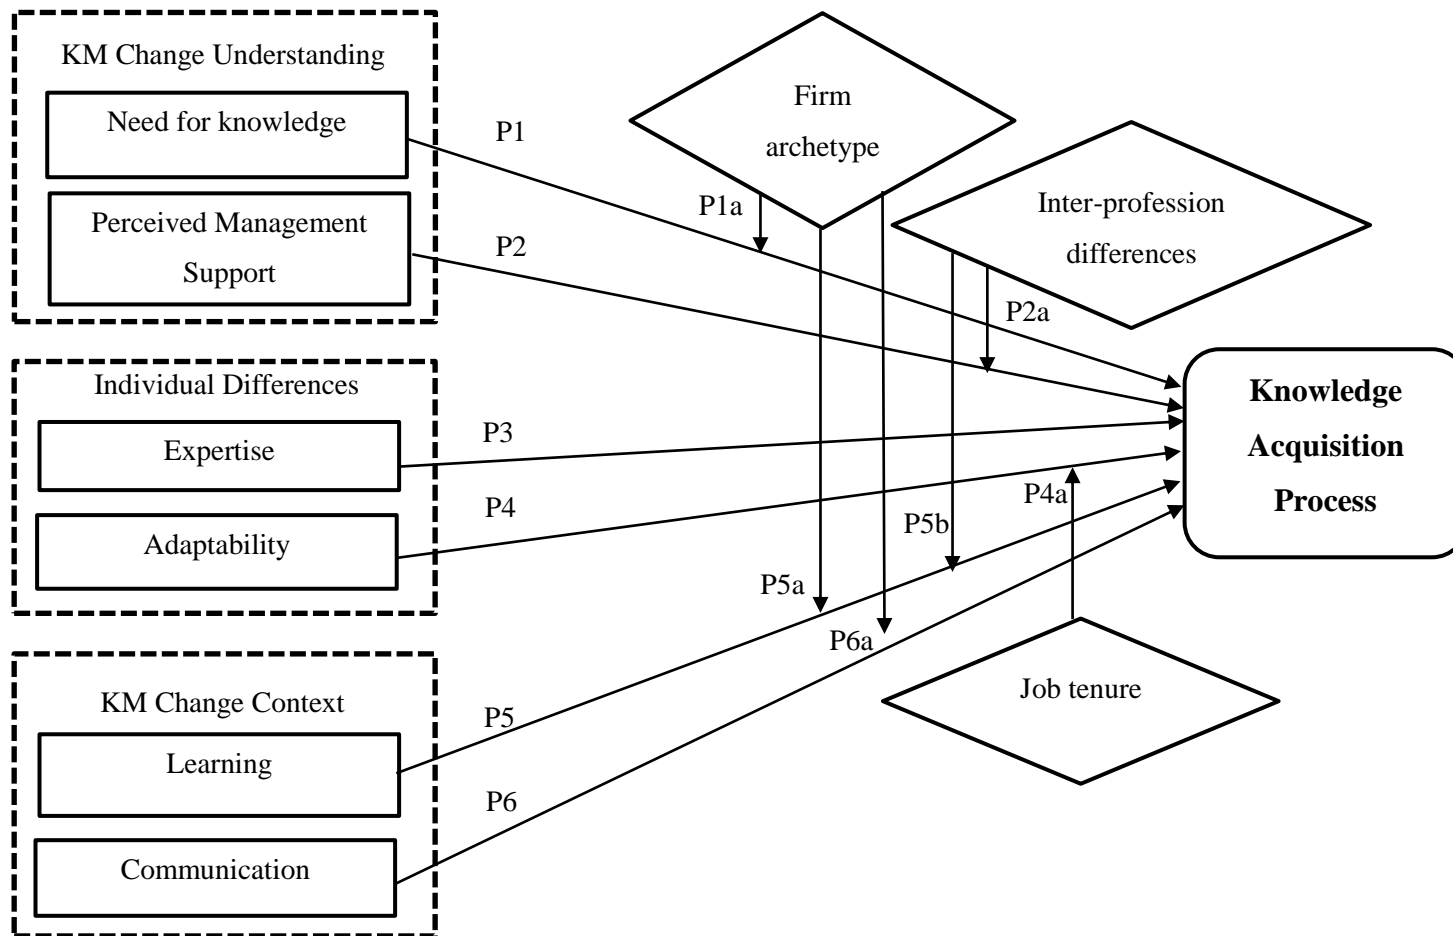 KM Change Understanding
Need for knowledge
Perceived Management
Support
P1
P2
Firm
archetype
P1a
Inter-profession
differences
P2a
Individual Differences
Expertise
Adaptability
P3
P4
P4a
P5b
P5a
P6a
Knowledge
Acquisition
Process
KM Change Context
Learning
Communication
P5
P6
Job tenure